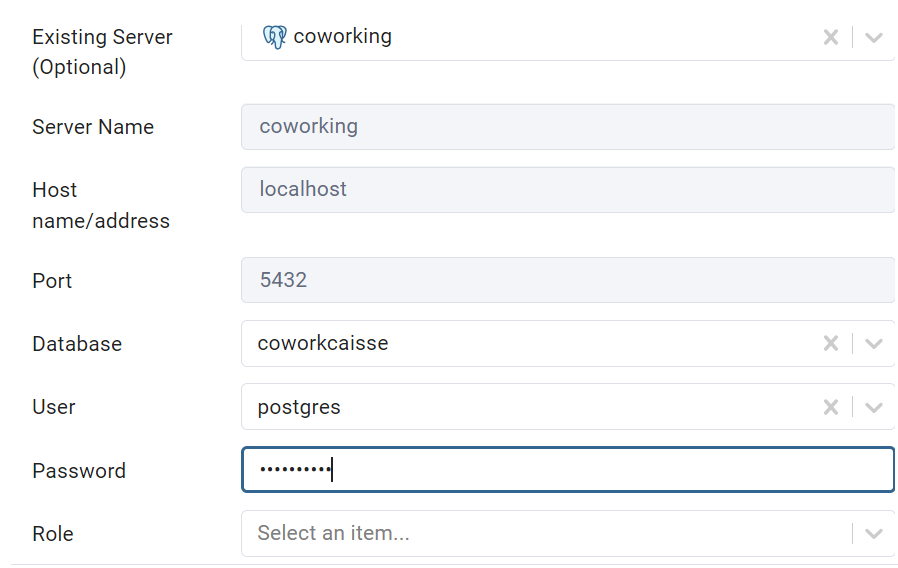 Existing Server
(Optional)
coworking
Server Name
coworking
Host
name/address
localhost
Port
5432
Database
coworkcaisse
User
postgres
Password
••••••••••
Role
Select an item...